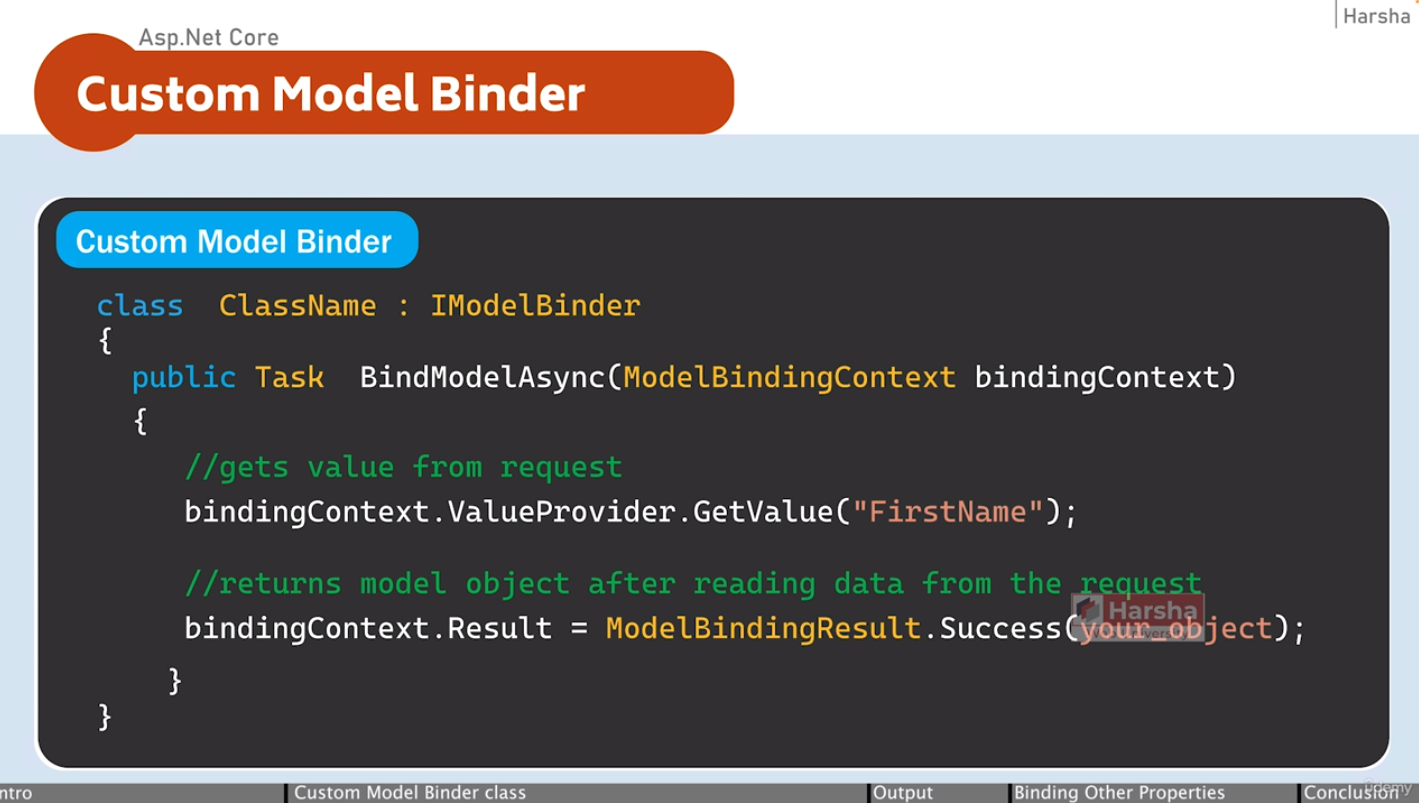 Harsha
Asp.Net Core
Custom Model Binder
Custom Model Binder
class ClassName : IModelBinder
{
public Task BindModelAsync(ModelBindingContext bindingContext)
{
//gets value from request
bindingContext.ValueProvider.GetValue("FirstName");
//returns model object after reading data from the request
Harsha
bindingContext.Result = ModelBindingResult.Success(your_object);
}
}
ntro
Custom Model Binder class
Output
Binding Other Properties
Conclusion
Udemy